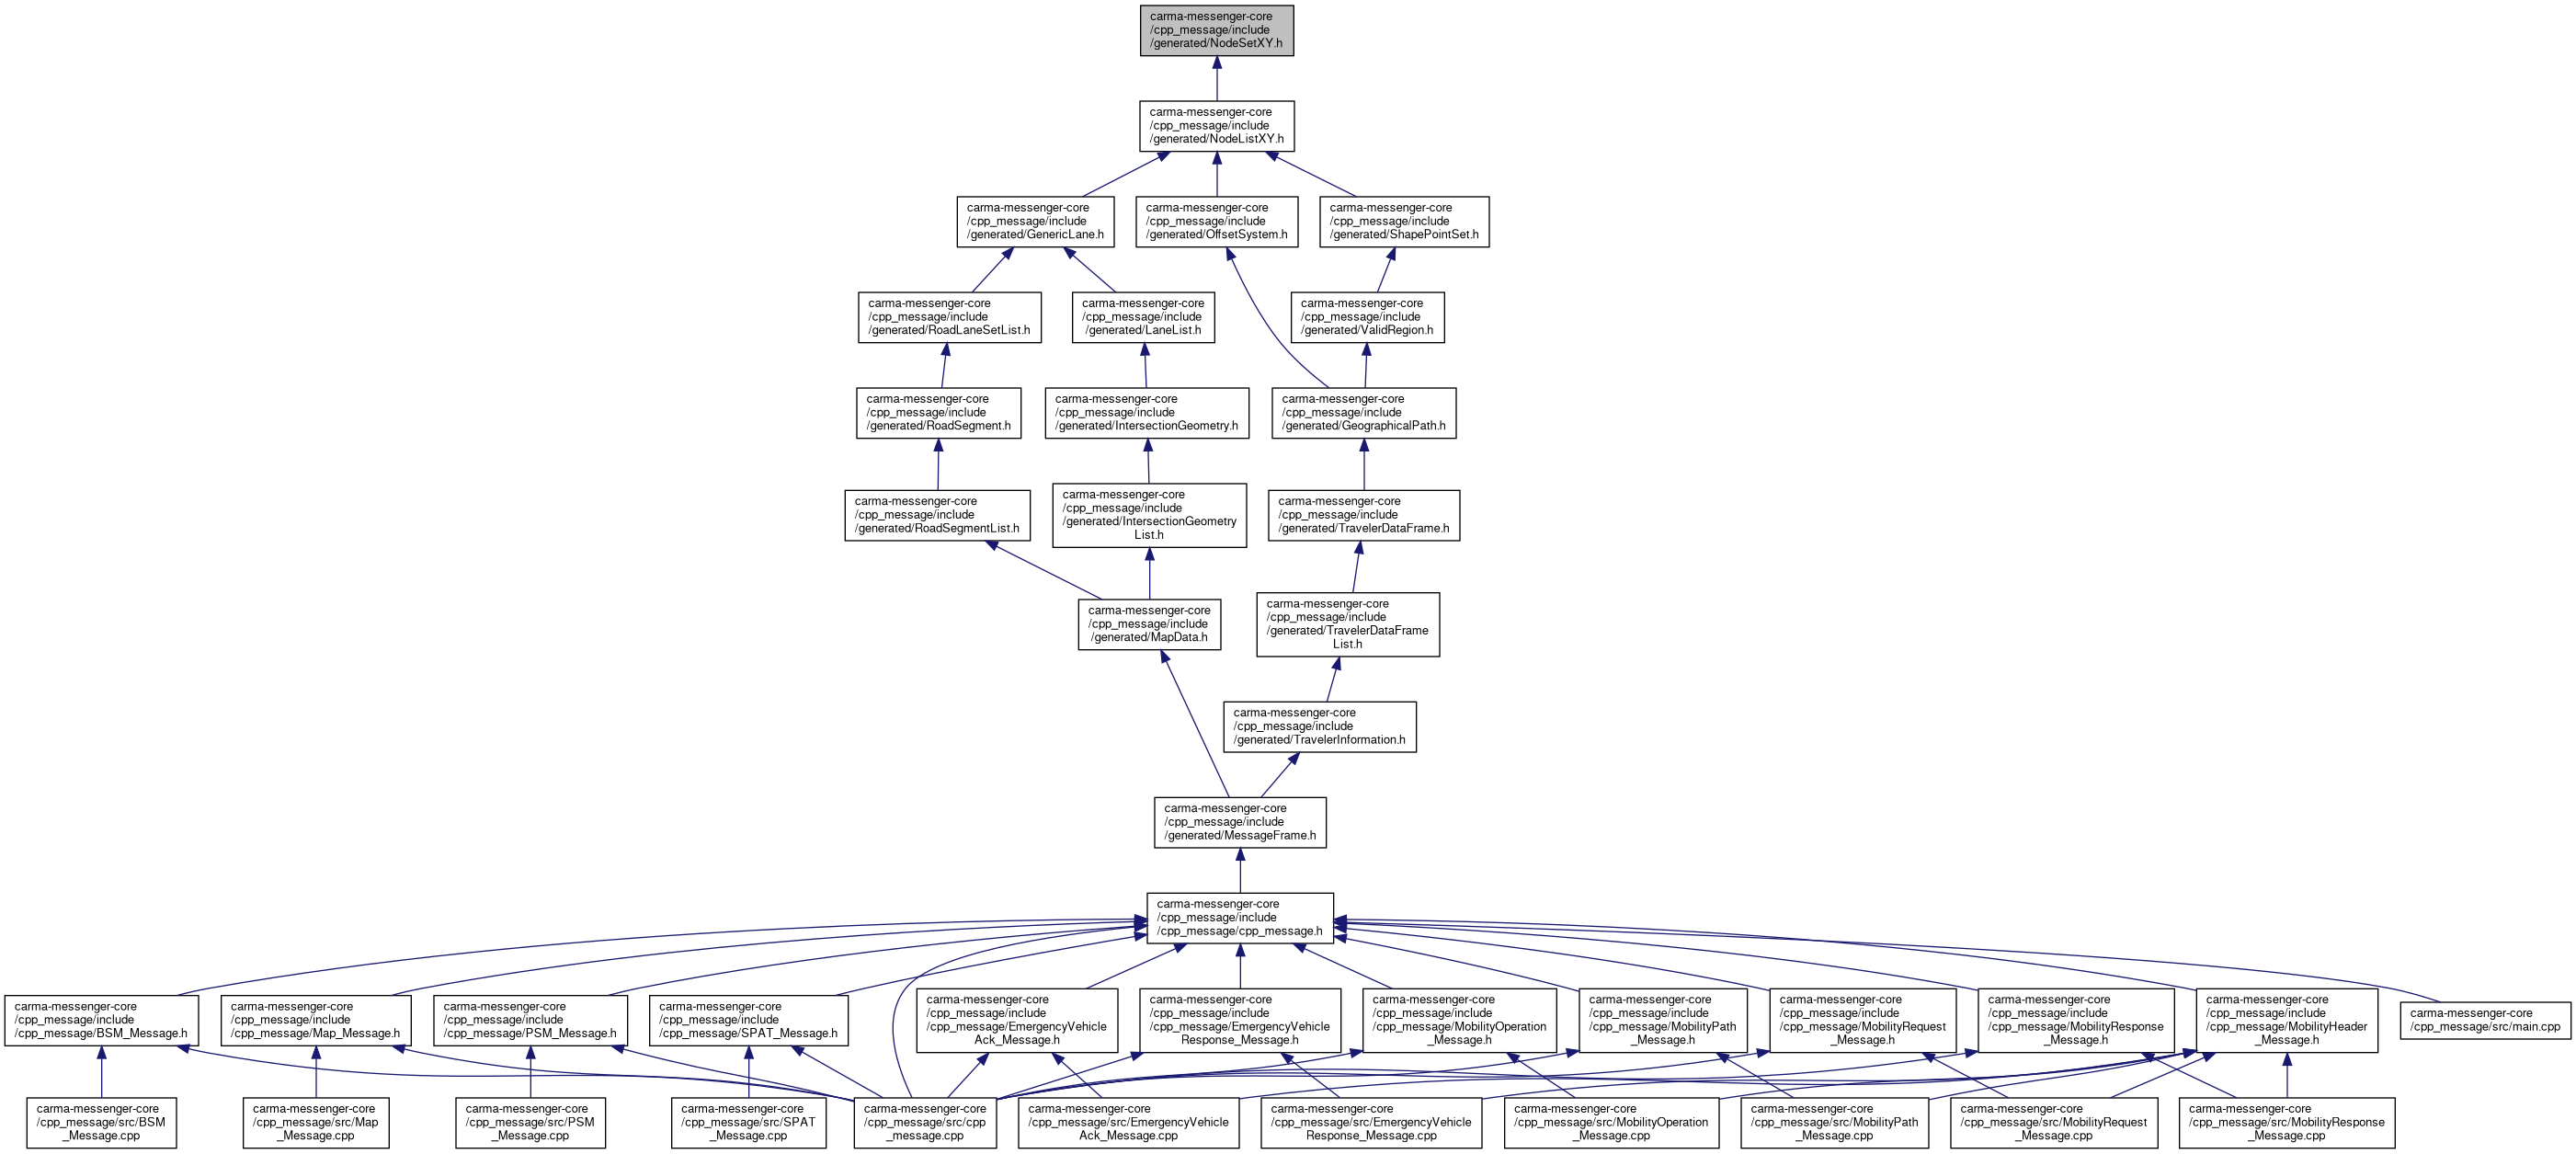 carma-messenger-core
/cpp_message/include
/generated/NodeSetXY.h
carma-messenger-core
/cpp_message/include
/generated/NodeListXY.h
carma-messenger-core
/cpp_message/include
/generated/GenericLane.h
carma-messenger-core
/cpp_message/include
/generated/OffsetSystem.h
carma-messenger-core
/cpp_message/include
/generated/ShapePointSet.h
carma-messenger-core
/cpp_message/include
/generated/RoadLaneSetList.h
carma-messenger-core
/cpp_message/include
/generated/LaneList.h
carma-messenger-core
/cpp_message/include
/generated/ValidRegion.h
carma-messenger-core
/cpp_message/include
/generated/RoadSegment.h
carma-messenger-core
/cpp_message/include
/generated/IntersectionGeometry.h
carma-messenger-core
/cpp_message/include
/generated/GeographicalPath.h
carma-messenger-core
/cpp_message/include
/generated/RoadSegmentList.h
carma-messenger-core
/cpp_message/include
/generated/IntersectionGeometry
List.h
carma-messenger-core
/cpp_message/include
/generated/TravelerDataFrame.h
carma-messenger-core
/cpp_message/include
/generated/MapData.h
carma-messenger-core
/cpp_message/include
/generated/TravelerDataFrame
List.h
carma-messenger-core
/cpp_message/include
/generated/TravelerInformation.h
carma-messenger-core
/cpp_message/include
/generated/MessageFrame.h
carma-messenger-core
/cpp_message/include
/cpp_message/cpp_message.h
carma-messenger-core
/cpp_message/include
/cpp_message/BSM_Message.h
carma-messenger-core
/cpp_message/include
/cpp_message/Map_Message.h
carma-messenger-core
/cpp_message/include
/cpp_message/PSM_Message.h
carma-messenger-core
/cpp_message/include
/cpp_message/SPAT_Message.h
carma-messenger-core
/cpp_message/include
/cpp_message/EmergencyVehicle
Ack_Message.h
carma-messenger-core
/cpp_message/include
/cpp_message/EmergencyVehicle
Response_Message.h
carma-messenger-core
/cpp_message/include
/cpp_message/MobilityOperation
_Message.h
carma-messenger-core
/cpp_message/include
/cpp_message/MobilityPath
_Message.h
carma-messenger-core
/cpp_message/include
/cpp_message/MobilityRequest
_Message.h
carma-messenger-core
/cpp_message/include
/cpp_message/MobilityResponse
_Message.h
carma-messenger-core
/cpp_message/include
/cpp_message/MobilityHeader
_Message.h
carma-messenger-core
/cpp_message/src/main.cpp
carma-messenger-core
/cpp_message/src/BSM
_Message.cpp
carma-messenger-core
/cpp_message/src/Map
_Message.cpp
carma-messenger-core
/cpp_message/src/PSM
_Message.cpp
carma-messenger-core
/cpp_message/src/SPAT
_Message.cpp
carma-messenger-core
/cpp_message/src/cpp
_message.cpp
carma-messenger-core
/cpp_message/src/EmergencyVehicle
Ack_Message.cpp
carma-messenger-core
/cpp_message/src/EmergencyVehicle
Response_Message.cpp
carma-messenger-core
/cpp_message/src/MobilityOperation
_Message.cpp
carma-messenger-core
/cpp_message/src/MobilityPath
_Message.cpp
carma-messenger-core
/cpp_message/src/MobilityRequest
_Message.cpp
carma-messenger-core
/cpp_message/src/MobilityResponse
_Message.cpp